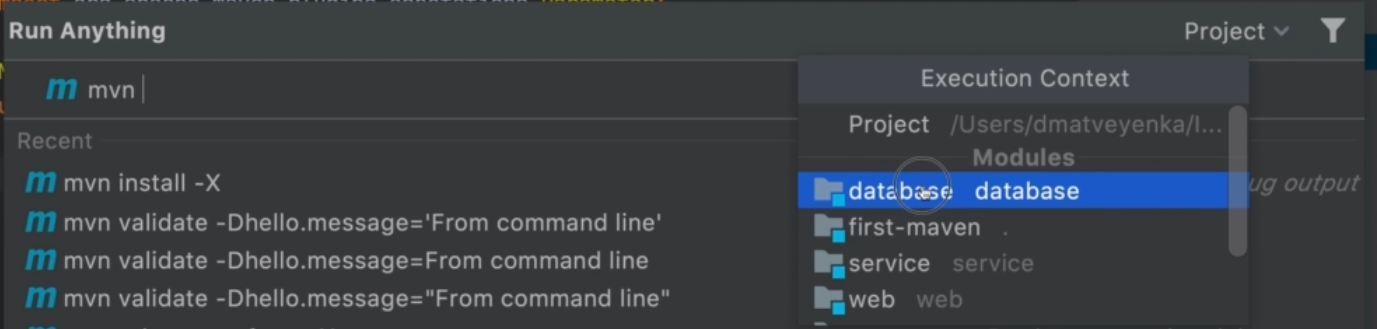 Run Anything
Project
m mvn
Execution Context
Project /Users/dmatveyenka/I...
Modules
database database
first-maven .
service service
web web
Recent
m mvn install -X
ug output
m mvn validate -Dhello.message='From command line'
m mvn validate -Dhello.message=From command line
m mvn validate -Dhello.message="From command line"